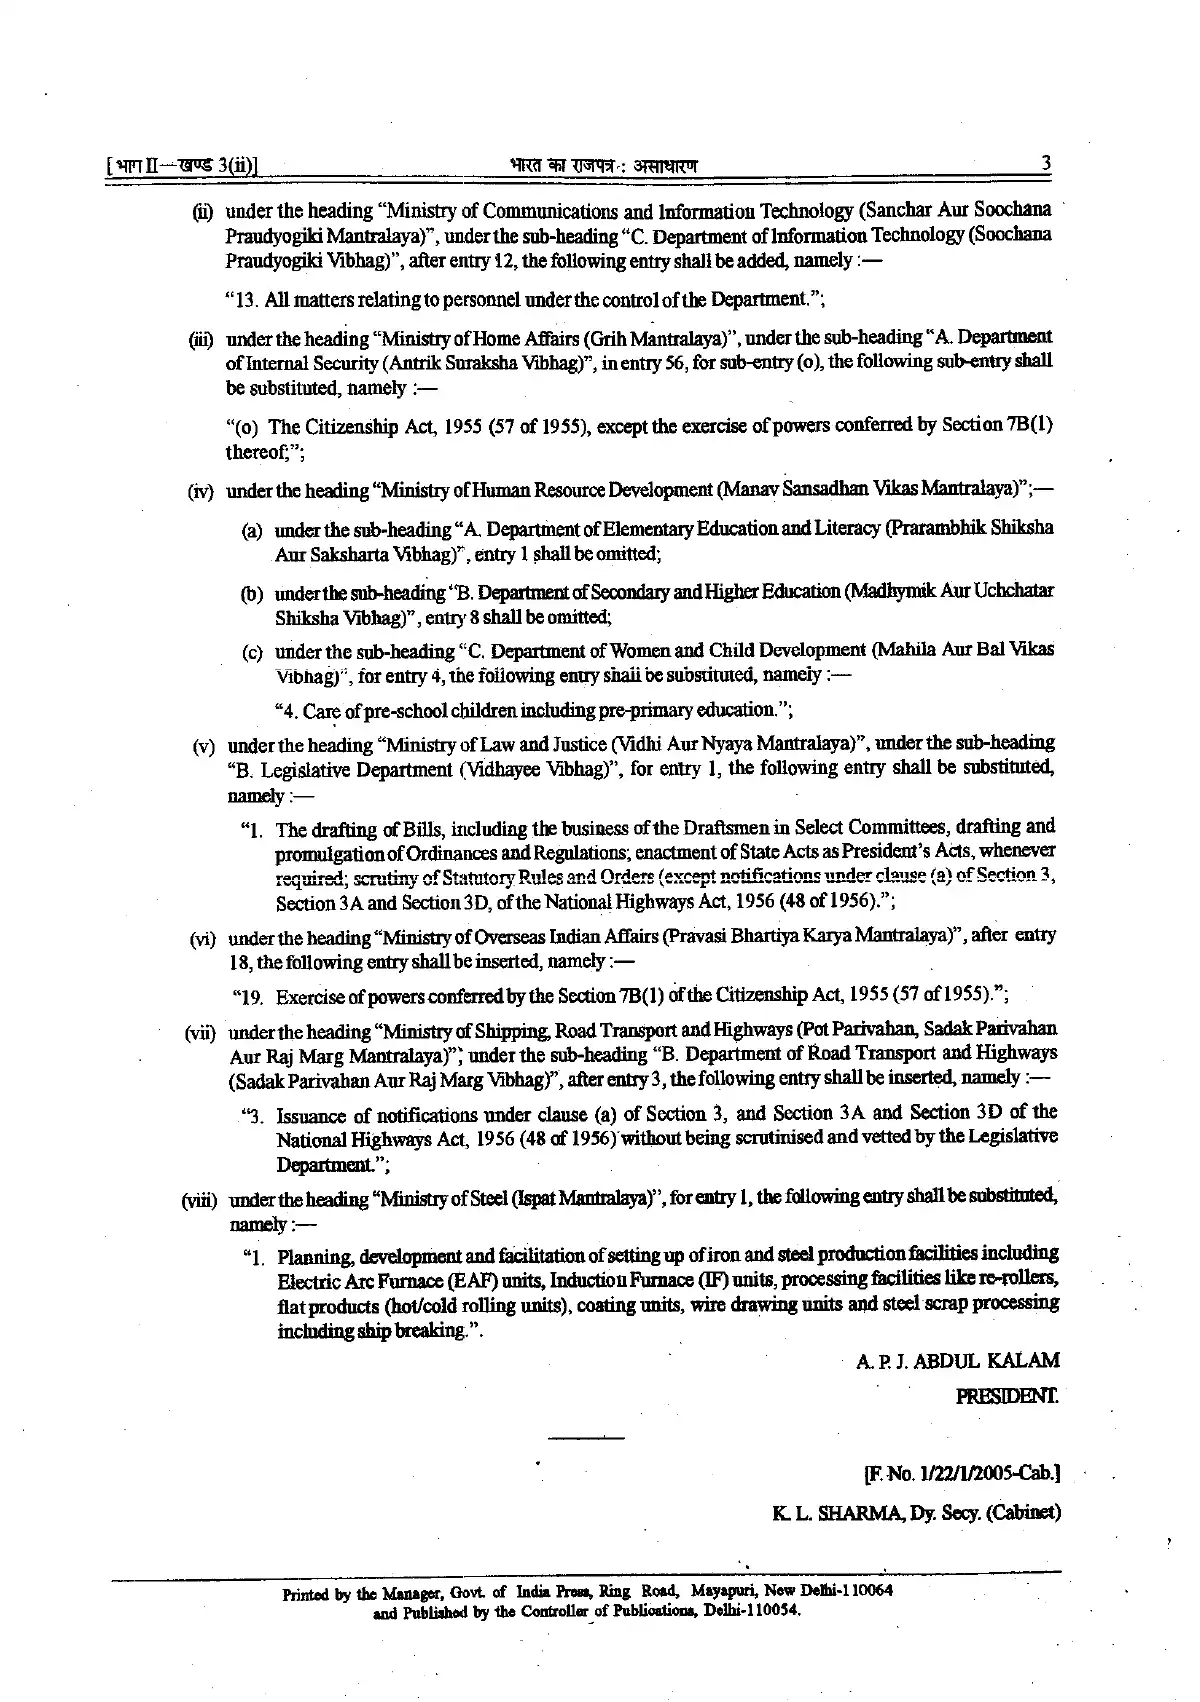 [ भाग II—खण्ड 3(ii)] भारत का राजपत्र : असाधारण 3
(ii) under the heading “Ministry of Communications and Information Technology (Sanchar Aur Soochana
Praudyogiki Mantralaya)”, under the sub-heading “C. Department of Information Technology (Soochana
Praudyogiki Vibhag)”, after entry 12, the following entry shall be added, namely :—
“13. All matters relating to personnel under the control of the Department.”;
(iii) under the heading “Ministry of Home Affairs (Grih Mantralaya)”, under the sub-heading “A. Department
of Internal Security (Antrik Suraksha Vibhag)”, in entry 56, for sub-entry (o), the following sub-entry shall
be substituted, namely :—
“(o) The Citizenship Act, 1955 (57 of 1955), except the exercise of powers conferred by Section 7B(1)
thereof;”;
(iv) under the heading “Ministry of Human Resource Development (Manav Sansadhan Vikas Mantralaya)”;—
(a) under the sub-heading “A. Department of Elementary Education and Literacy (Prarambhik Shiksha
Aur Saksharta Vibhag)”, entry 1 shall be omitted;
(b) under the sub-heading “B. Department of Secondary and Higher Education (Madhymik Aur Uchchatar
Shiksha Vibhag)”, entry 8 shall be omitted;
(c) under the sub-heading “C. Department of Women and Child Development (Mahila Aur Bal Vikas
Vibhag)”, for entry 4, the following entry shall be substituted, namely :—
“4. Care of pre-school children including pre-primary education.”;
(v) under the heading “Ministry of Law and Justice (Vidhi Aur Nyaya Mantralaya)”, under the sub-heading
“B. Legislative Department (Vidhayee Vibhag)”, for entry 1, the following entry shall be substituted,
namely :—
“1. The drafting of Bills, including the business of the Draftsmen in Select Committees, drafting and
promulgation of Ordinances and Regulations; enactment of State Acts as President’s Acts, whenever
required; scrutiny of Statutory Rules and Orders (except notifications under clause (a) of Section 3,
Section 3A and Section 3D, of the National Highways Act, 1956 (48 of 1956).”;
(vi) under the heading “Ministry of Overseas Indian Affairs (Pravasi Bhartiya Karya Mantralaya)”, after entry
18, the following entry shall be inserted, namely :—
“19. Exercise of powers conferred by the Section 7B(1) of the Citizenship Act, 1955 (57 of 1955).”;
(vii) under the heading “Ministry of Shipping, Road Transport and Highways (Pot Parivahan, Sadak Parivahan
Aur Raj Marg Mantralaya)”; under the sub-heading “B. Department of Road Transport and Highways
(Sadak Parivahan Aur Raj Marg Vibhag)”, after entry 3, the following entry shall be inserted, namely :—
“3. Issuance of notifications under clause (a) of Section 3, and Section 3A and Section 3D of the
National Highways Act, 1956 (48 of 1956) without being scrutinised and vetted by the Legislative
Department.”;
(viii) under the heading “Ministry of Steel (Ispat Mantralaya)”, for entry 1, the following entry shall be substituted,
namely :—
“1. Planning, development and facilitation of setting up of iron and steel production facilities including
Electric Arc Furnace (EAF) units, Induction Furnace (IF) units, processing facilities like re-rollers,
flat products (hot/cold rolling units), coating units, wire drawing units and steel scrap processing
including ship breaking.”.
A. P. J. ABDUL KALAM
PRESIDENT.
[F. No. 1/22/1/2005-Cab.]
K. L. SHARMA, Dy. Secy. (Cabinet)
Printed by the Manager, Govt. of India Press, Ring Road, Mayapuri, New Delhi-110064
and Published by the Controller of Publications, Delhi-110054.